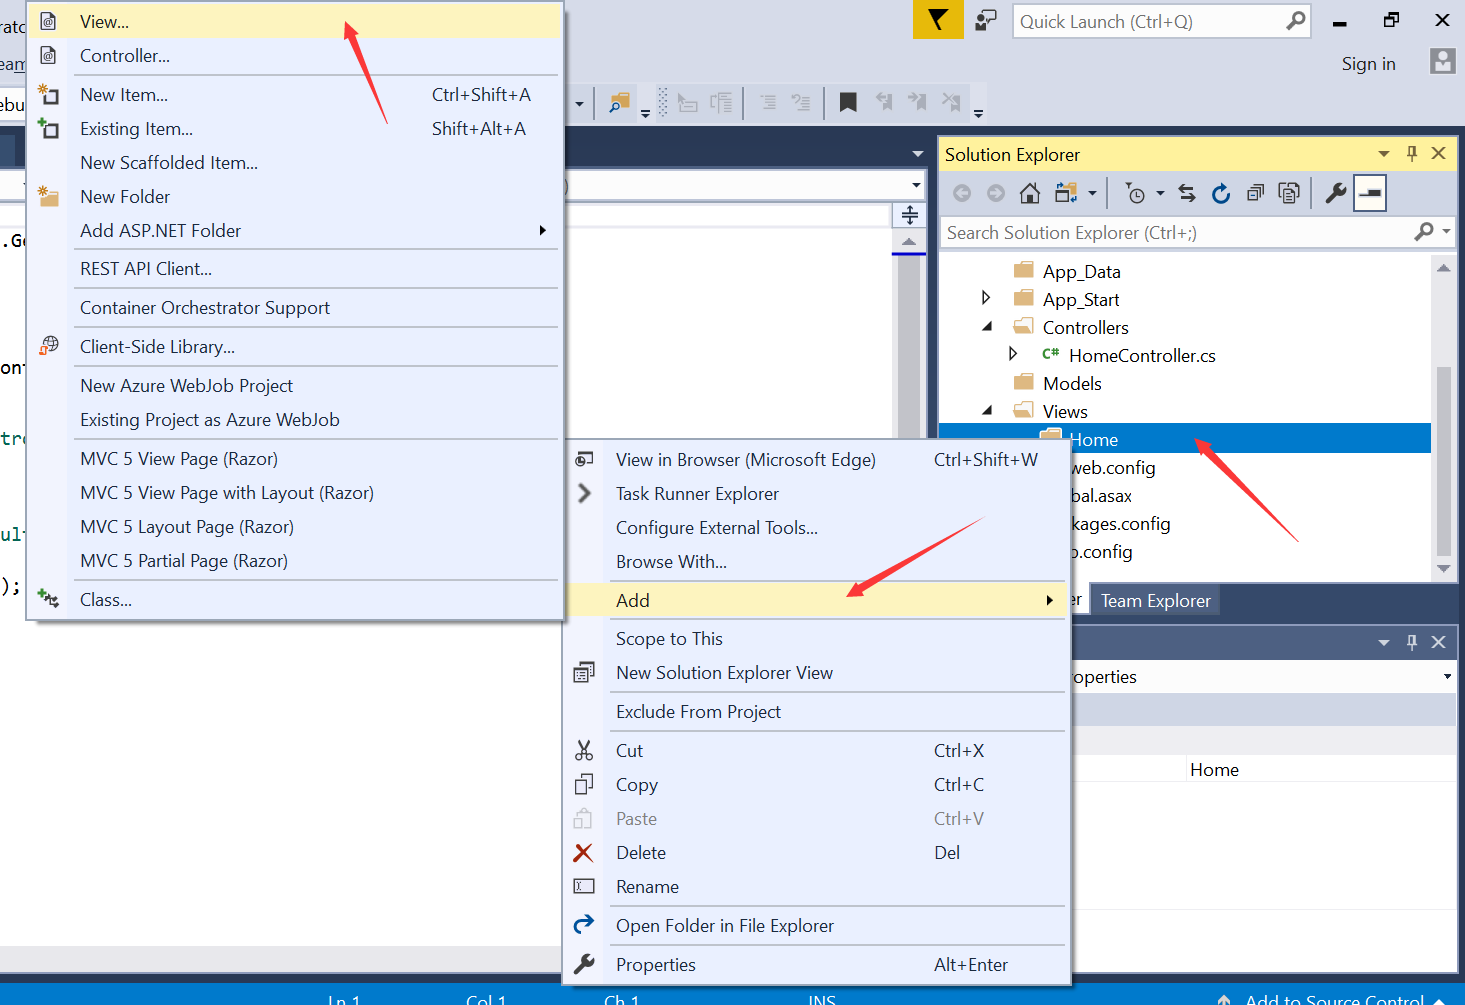 View...
Controller...
New Item... Ctrl+Shift+A
Existing Item... Shift+Alt+A
New Scaffolded Item...
New Folder
Add ASP.NET Folder
REST API Client...
Container Orchestrator Support
Client-Side Library...
New Azure WebJob Project
Existing Project as Azure WebJob
MVC 5 View Page (Razor)
MVC 5 View Page with Layout (Razor)
MVC 5 Layout Page (Razor)
MVC 5 Partial Page (Razor)
Class...
Quick Launch (Ctrl+Q)
Sign in
Solution Explorer
Search Solution Explorer (Ctrl+;)
App_Data
App_Start
Controllers
C# HomeController.cs
Models
Views
Home
web.config
bal.asax
kages.config
.config
Team Explorer
operties
Home
View in Browser (Microsoft Edge) Ctrl+Shift+W
Task Runner Explorer
Configure External Tools...
Browse With...
Add
Scope to This
New Solution Explorer View
Exclude From Project
Cut Ctrl+X
Copy Ctrl+C
Paste Ctrl+V
Delete Del
Rename
Open Folder in File Explorer
Properties Alt+Enter
Ln 1 Col 1 Ch 1 INS Add to Source Control